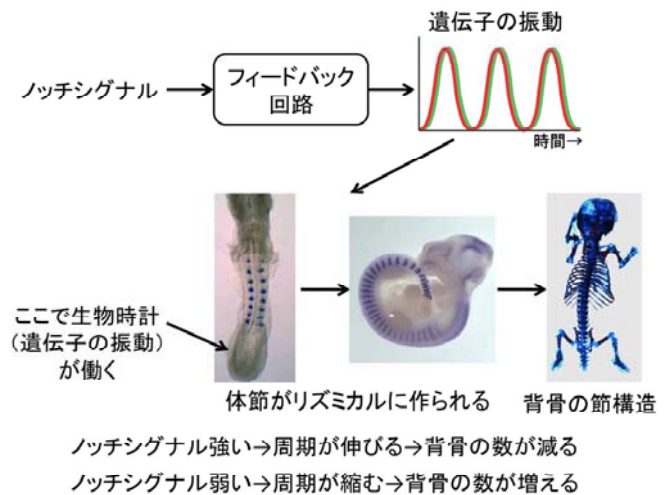 遺伝子の振動
ノッチシグナル
フィードバック
回路
時間→
ここで生物時計
（遺伝子の振動）
が働く
体節がリズミカルに作られる
背骨の節構造
ノッチシグナル強い→周期が伸びる→背骨の数が減る
ノッチシグナル弱い→周期が縮む→背骨の数が増える